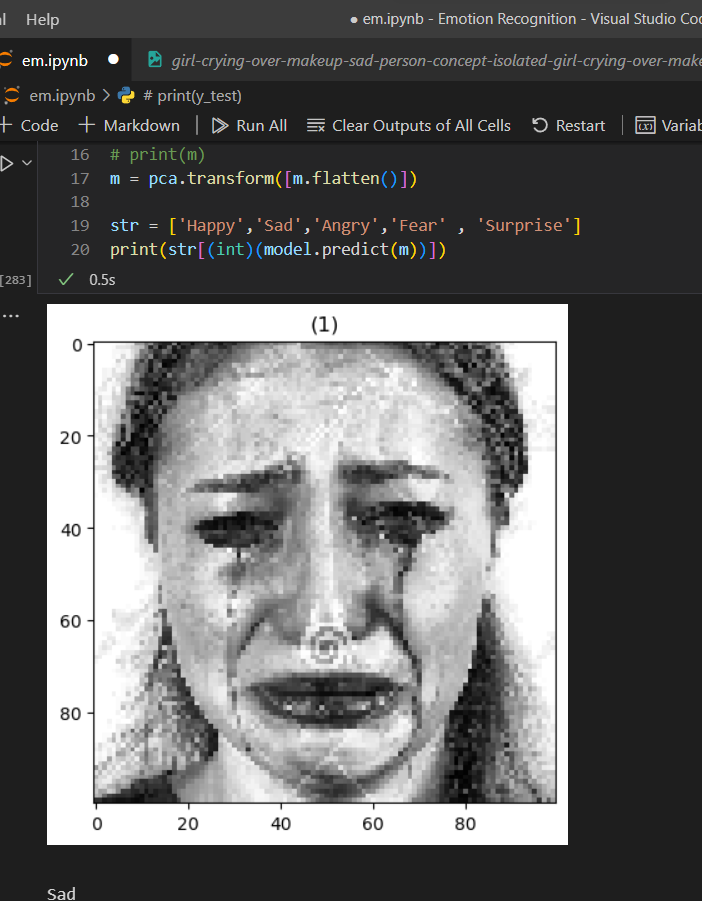 Help
● em.ipynb - Emotion Recognition - Visual Studio
em.ipynb ●
girl-crying-over-makeup-sad-person-concept-isolated-girl-crying-over-make
em.ipynb > # print(y_test)
+ Code + Markdown | Run All Clear Outputs of All Cells Restart |
16 # print(m)
17 m = pca.transform([m.flatten()])
18
19 str = ['Happy','Sad','Angry','Fear' , 'Surprise']
20 print(str[(int)(model.predict(m))])
[283] ✓ 0.5s
...
(1)
0
20
40
60
80
0 20 40 60 80
Sad